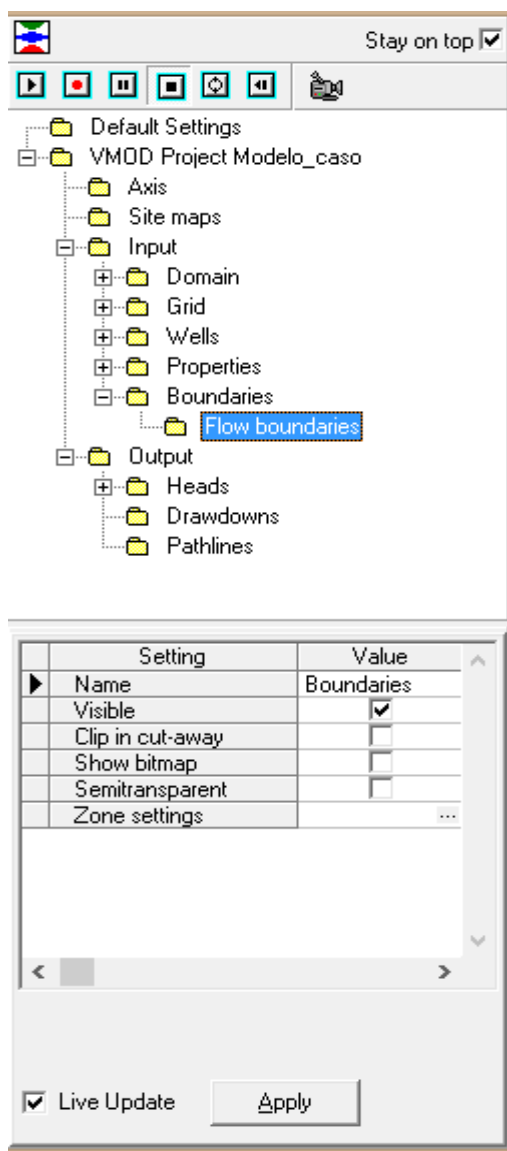 Stay on top
Default Settings
VMOD Project Modelo_caso
Axis
Site maps
Input
Domain
Grid
Wells
Properties
Boundaries
Flow boundaries
Output
Heads
Drawdowns
Pathlines
Setting Value
Name Boundaries
Visible
Clip in cut-away
Show bitmap
Semitransparent
Zone settings ...
Live Update Apply